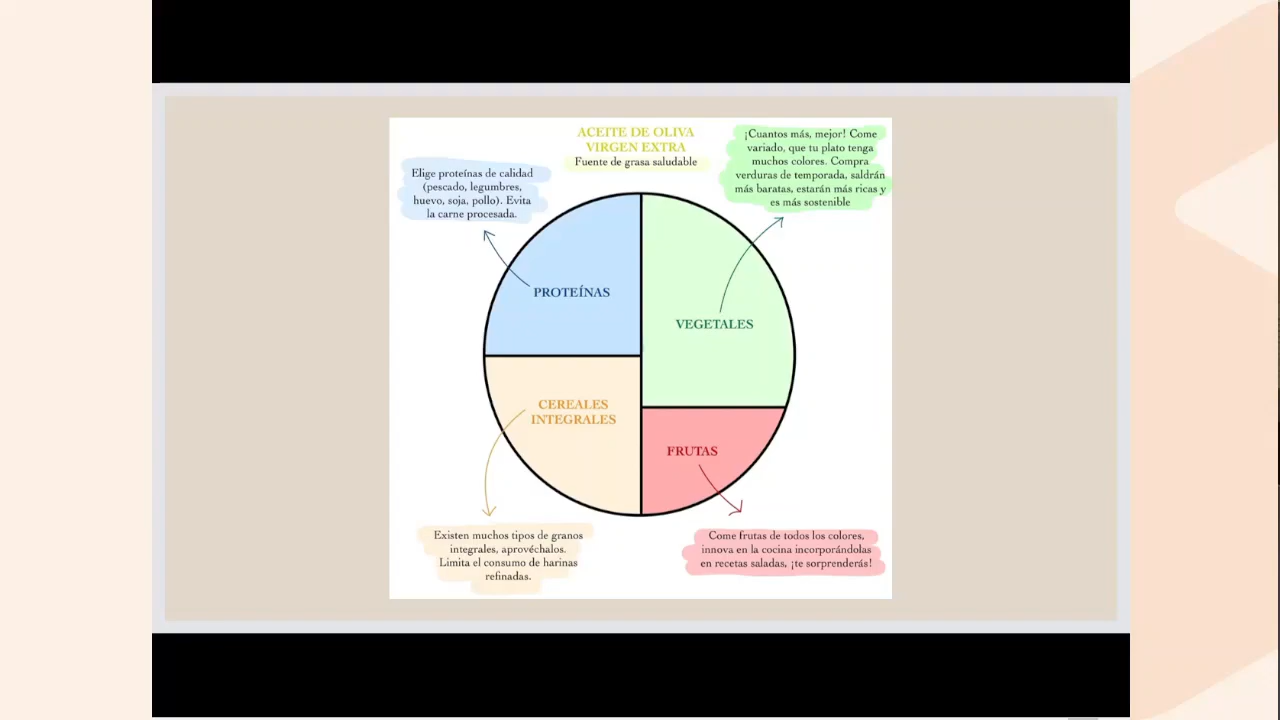 ACEITE DE OLIVA
VIRGEN EXTRA
Fuente de grasa saludable
¡Cuantos más, mejor! Come
variado, que tu plato tenga
muchos colores. Compra
verduras de temporada, saldrán
más baratas, estarán más ricas y
es más sostenible
Elige proteínas de calidad
(pescado, legumbres,
huevo, soja, pollo). Evita
la carne procesada.
PROTEÍNAS
VEGETALES
CEREALES
INTEGRALES
FRUTAS
Existen muchos tipos de granos
integrales, aprovéchalos.
Limita el consumo de harinas
refinadas.
Come frutas de todos los colores,
innova en la cocina incorporándolas
en recetas saladas, ¡te sorprenderás!